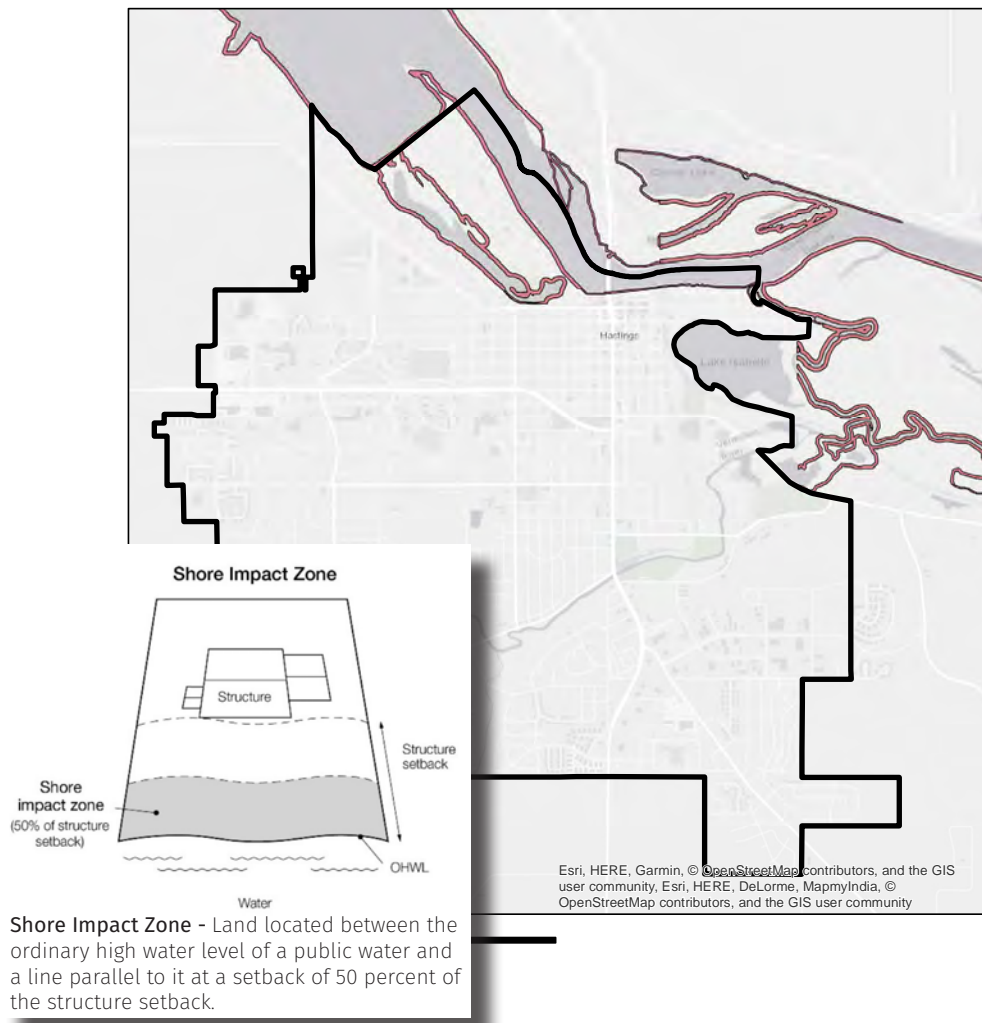 Hastings
Lake Isabelle
Shore Impact Zone
Structure
Structure
setback
Shore
impact zone
(50% of structure
setback)
OHWL
Water
Shore Impact Zone - Land located between the
ordinary high water level of a public water and
a line parallel to it at a setback of 50 percent of
the structure setback.
Esri, HERE, Garmin, © OpenStreetMap contributors, and the GIS
user community, Esri, HERE, DeLorme, MapmyIndia, ©
OpenStreetMap contributors, and the GIS user community